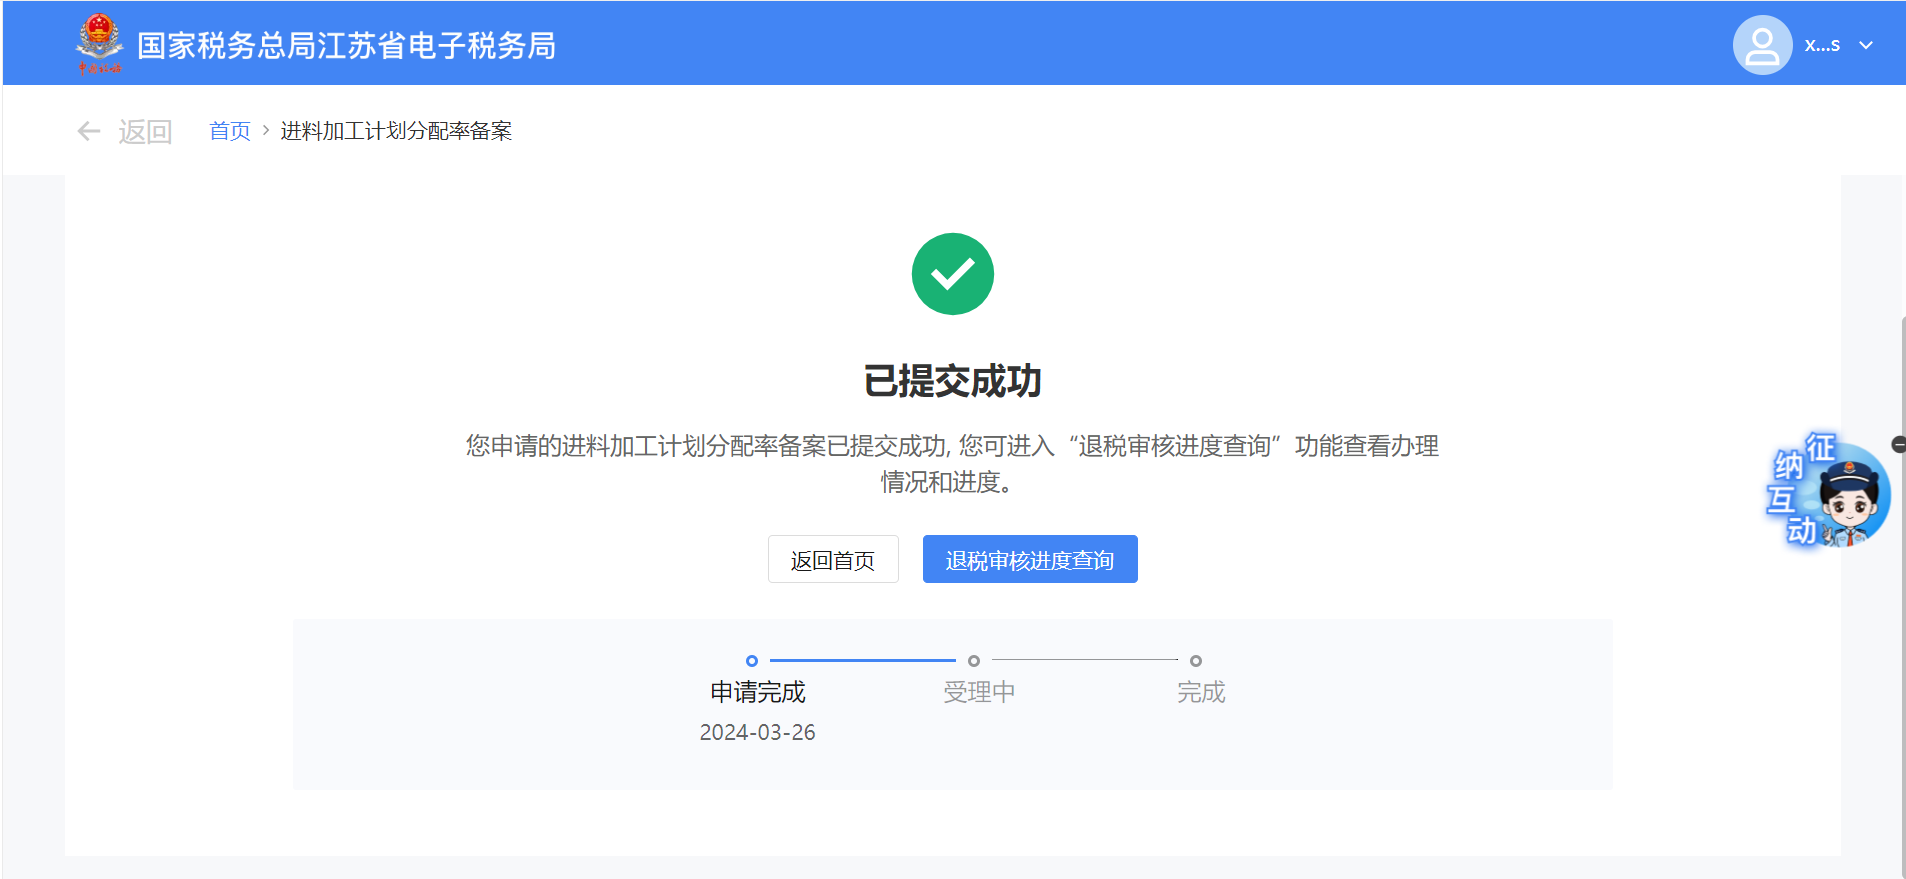 国家税务总局江苏省电子税务局
x...s
返回
首页 > 进料加工计划分配率备案
已提交成功
您申请的进料加工计划分配率备案已提交成功, 您可进入“退税审核进度查询”功能查看办理
情况和进度。
征纳互动
返回首页
退税审核进度查询
申请完成
受理中
完成
2024-03-26